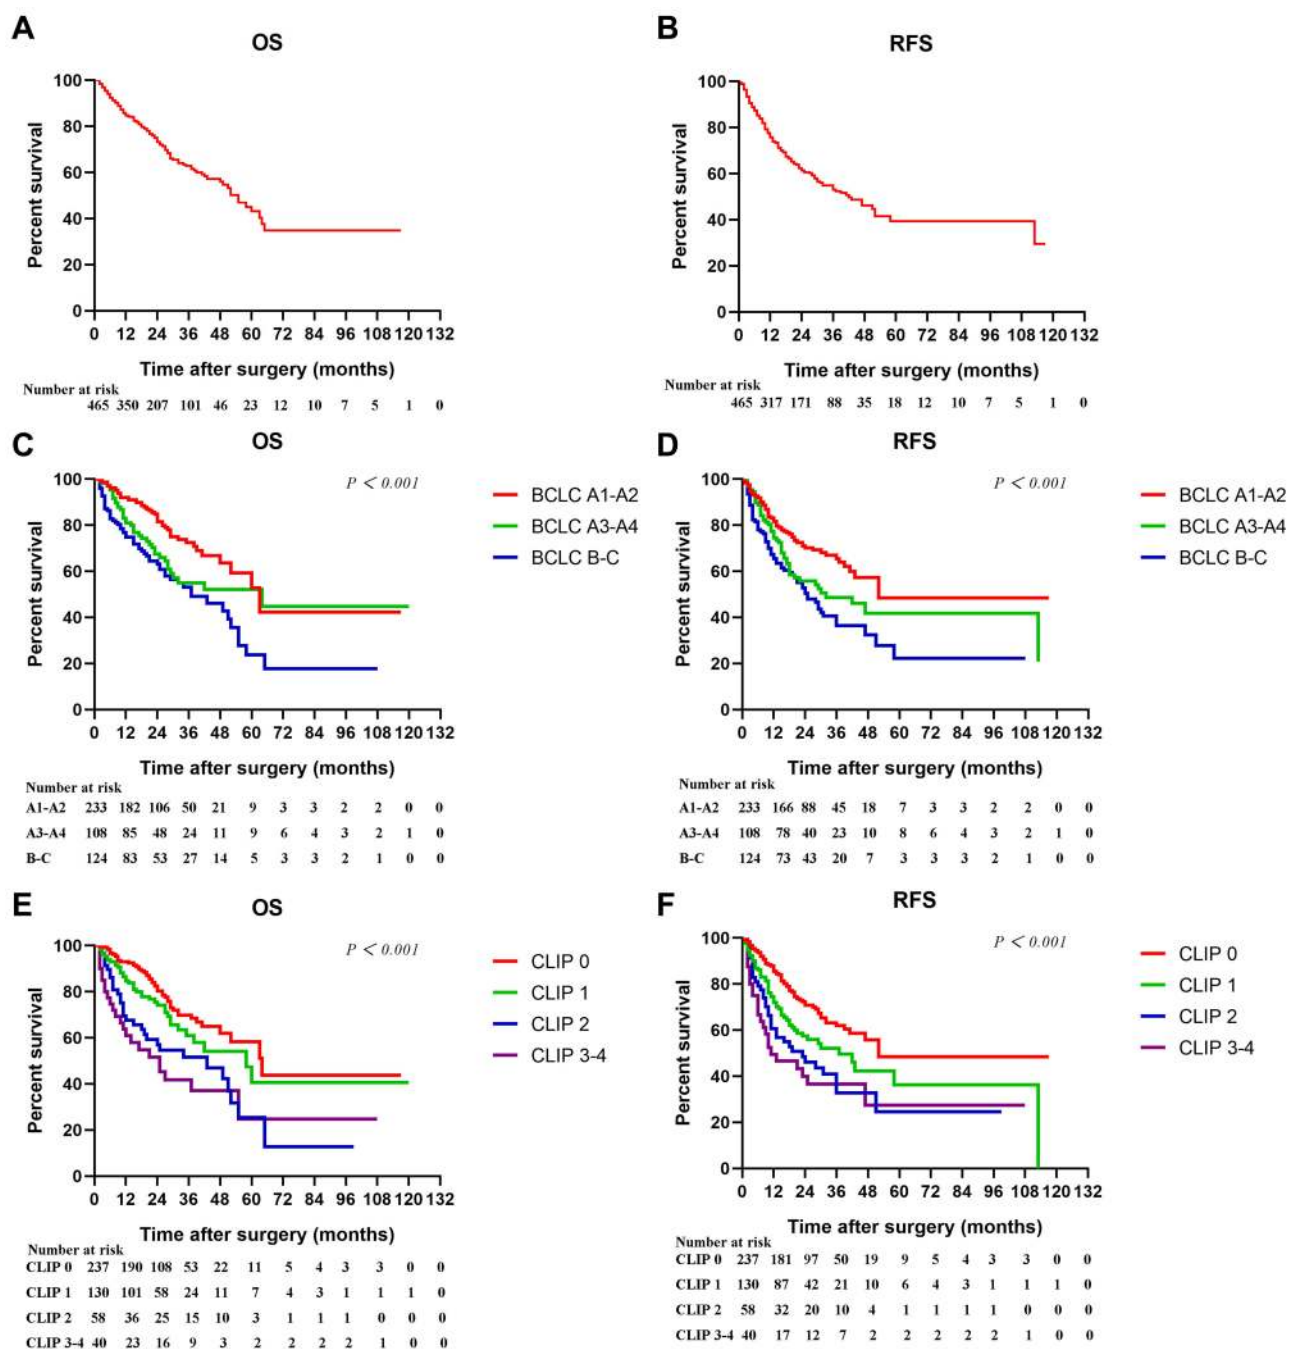 A
OS
Percent survival
100
80
60
40
20
0
0 12 24 36 48 60 72 84 96 108 120 132
Time after surgery (months)
Number at risk
465 350 207 101 46 23 12 10 7 5 1 0
B
RFS
Percent survival
100
80
60
40
20
0
0 12 24 36 48 60 72 84 96 108 120 132
Time after surgery (months)
Number at risk
465 317 171 88 35 18 12 10 7 5 1 0
C
OS
P < 0.001
Percent survival
100
80
60
40
20
0
0 12 24 36 48 60 72 84 96 108 120 132
Time after surgery (months)
BCLC A1-A2
BCLC A3-A4
BCLC B-C
Number at risk
A1-A2 233 182 106 50 21 9 3 3 2 2 0 0
A3-A4 108 85 48 24 11 9 6 4 3 2 1 0
B-C 124 83 53 27 14 5 3 3 2 1 0 0
D
RFS
P < 0.001
Percent survival
100
80
60
40
20
0
0 12 24 36 48 60 72 84 96 108 120 132
Time after surgery (months)
BCLC A1-A2
BCLC A3-A4
BCLC B-C
Number at risk
A1-A2 233 166 88 45 18 7 3 3 2 2 0 0
A3-A4 108 78 40 23 10 8 6 4 3 2 1 0
B-C 124 73 43 20 7 3 3 3 2 1 0 0
E
OS
P < 0.001
Percent survival
100
80
60
40
20
0
0 12 24 36 48 60 72 84 96 108 120 132
Time after surgery (months)
CLIP 0
CLIP 1
CLIP 2
CLIP 3-4
Number at risk
CLIP 0 237 190 108 53 22 11 5 4 3 3 0 0
CLIP 1 130 101 58 24 11 7 4 3 1 1 1 0
CLIP 2 58 36 25 15 10 3 1 1 1 0 0 0
CLIP 3-4 40 23 16 9 3 2 2 2 2 1 0 0
F
RFS
P < 0.001
Percent survival
100
80
60
40
20
0
0 12 24 36 48 60 72 84 96 108 120 132
Time after surgery (months)
CLIP 0
CLIP 1
CLIP 2
CLIP 3-4
Number at risk
CLIP 0 237 181 97 50 19 9 5 4 3 3 0 0
CLIP 1 130 87 42 21 10 6 4 3 1 1 1 0
CLIP 2 58 32 20 10 4 1 1 1 1 0 0 0
CLIP 3-4 40 17 12 7 2 2 2 2 2 1 0 0